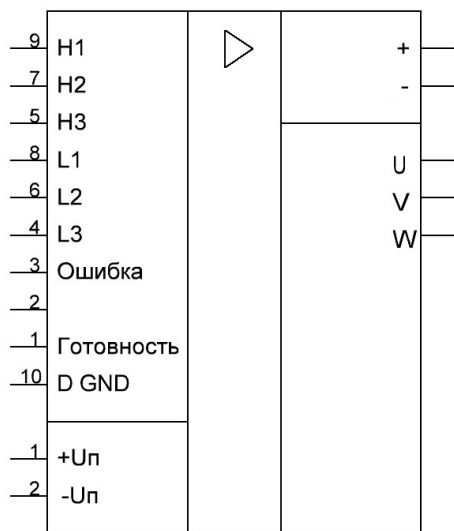 9 H1 +
7 H2 -
5 H3
8 L1 U
6 L2 V
4 L3 W
3 Ошибка
2
1 Готовность
10 D GND
1 +Uп
2 -Uп